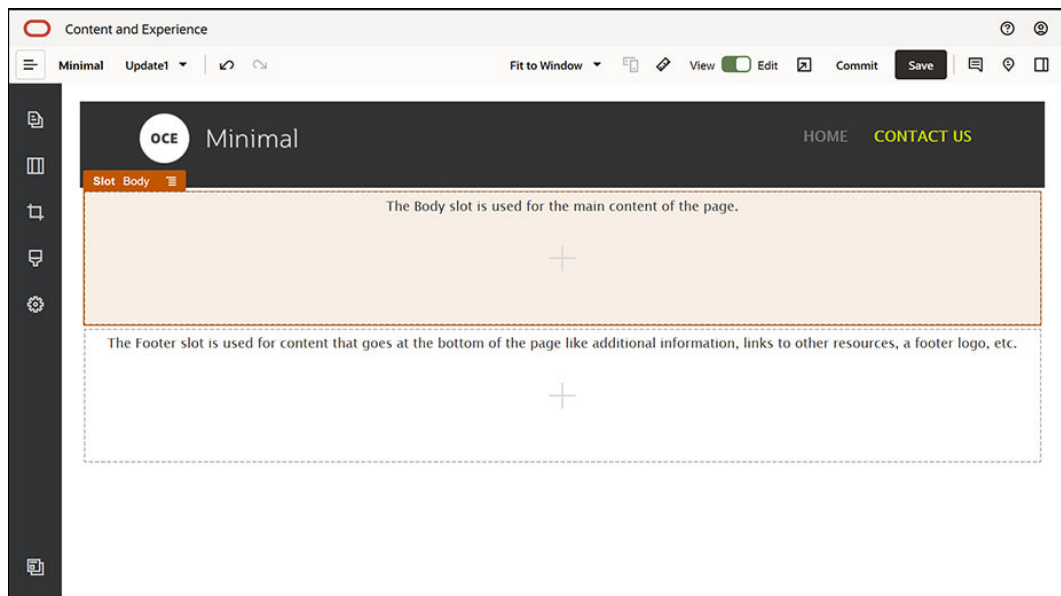 Content and Experience
Minimal Update1 Fit to Window View Edit Commit Save
OCE Minimal HOME CONTACT US
Slot Body
The Body slot is used for the main content of the page.
The Footer slot is used for content that goes at the bottom of the page like additional information, links to other resources, a footer logo, etc.